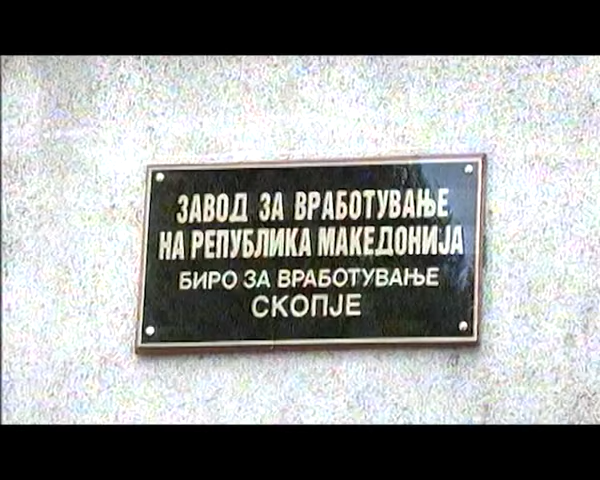 ЗАВОД ЗА ВРАБОТУВАЊЕ
НА РЕПУБЛИКА МАКЕДОНИЈА
БИРО ЗА ВРАБОТУВАЊЕ
СКОПЈЕ